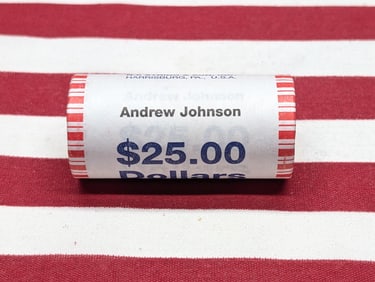 HARRISBURG, PA., U.S.A.
Andrew Johnson
$25.00
Dollars